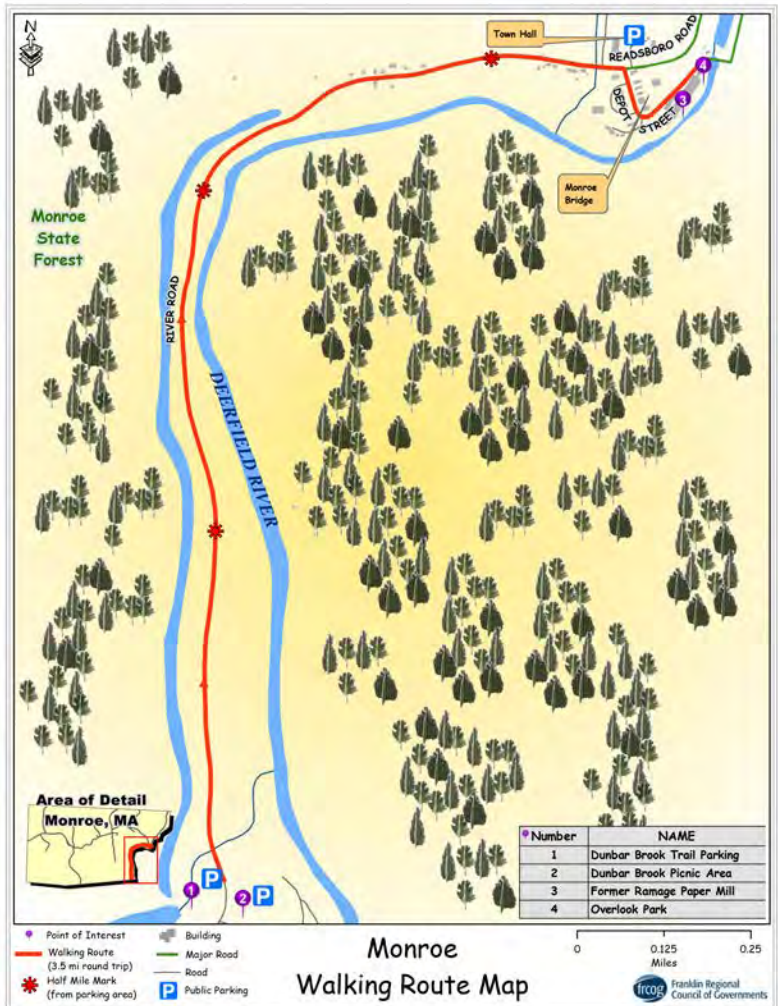 N
Town Hall
P
READSBORO ROAD
4
3
DEPOT
STREET
Monroe
Bridge
Monroe
State
Forest
RIVER ROAD
DEERFIELD RIVER
Area of Detail
Monroe, MA
1
P
2
P
Number NAME
1 Dunbar Brook Trail Parking
2 Dunbar Brook Picnic Area
3 Former Ramage Paper Mill
4 Overlook Park
Point of Interest
Walking Route
(3.5 mi round trip)
Half Mile Mark
(from parking area)
Building
Major Road
Road
P Public Parking
Monroe
Walking Route Map
0 0.125 0.25
Miles
frcog Franklin Regional
Council of Governments